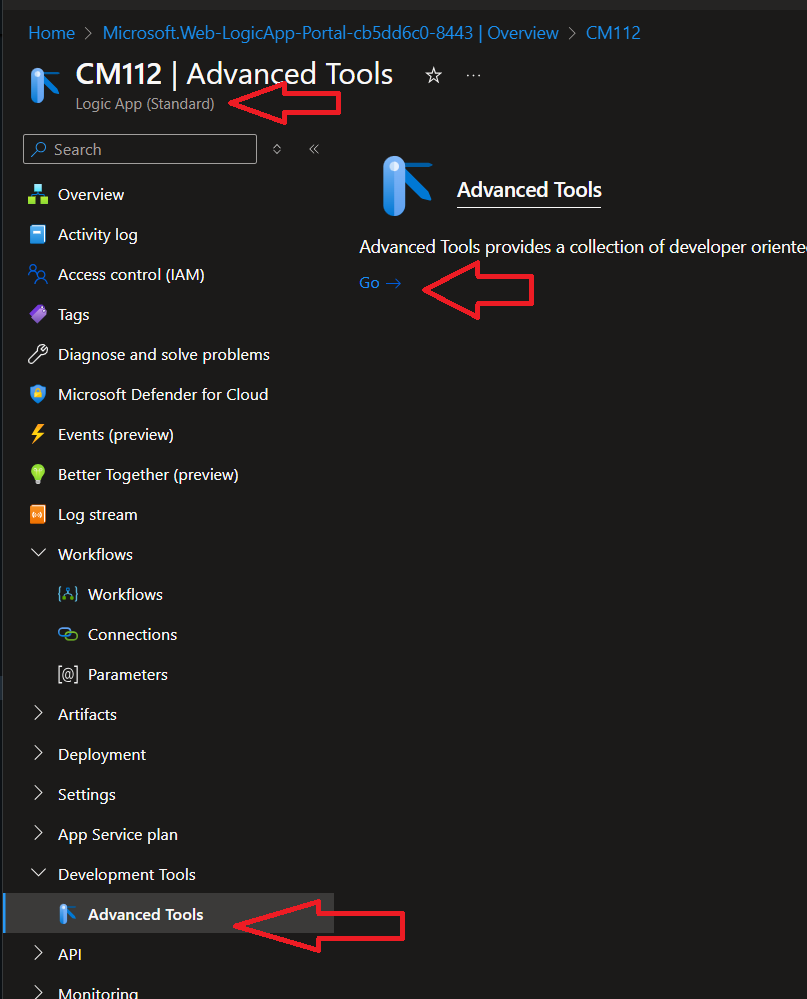 Home > Microsoft.Web-LogicApp-Portal-cb5dd6c0-8443 | Overview > CM112
CM112 | Advanced Tools
Logic App (Standard)
Search
Overview
Activity log
Access control (IAM)
Tags
Diagnose and solve problems
Microsoft Defender for Cloud
Events (preview)
Better Together (preview)
Log stream
Workflows
Workflows
Connections
Parameters
Artifacts
Deployment
Settings
App Service plan
Development Tools
Advanced Tools
API
Monitoring
Advanced Tools
Advanced Tools provides a collection of developer oriente
Go →